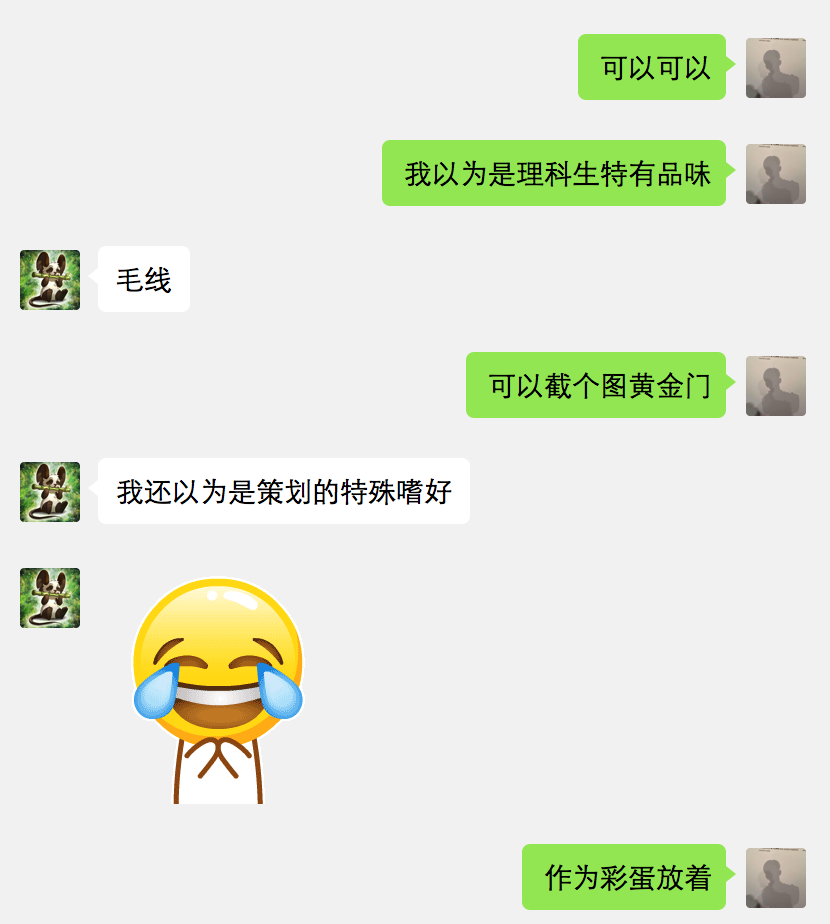 可以可以
我以为是理科生特有品味
毛线
可以截个图黄金门
我还以为是策划的特殊嗜好
作为彩蛋放着